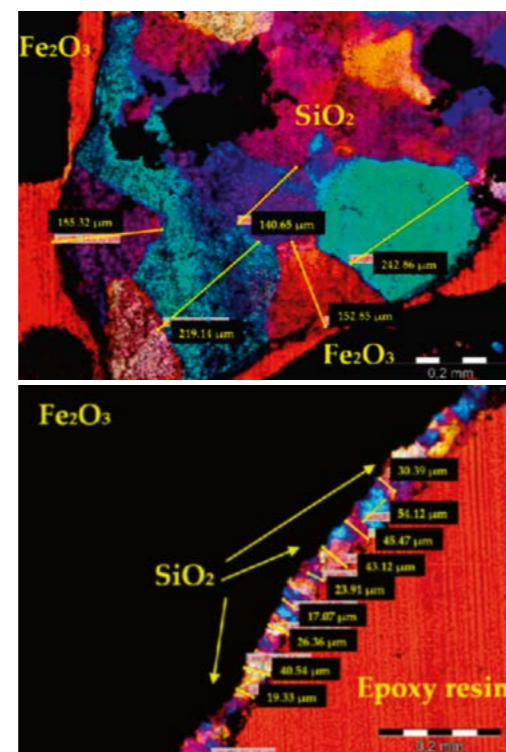 Fe₂O₃
SiO₂
185.32 µm
140.65 µm
242.86 µm
219.14 µm
152.85 µm
Fe₂O₃
0.2 mm
Fe₂O₃
30.39 µm
54.12 µm
45.47 µm
43.12 µm
SiO₂
23.91 µm
17.07 µm
26.36 µm
40.54 µm
Epoxy resin
19.33 µm
0.2 mm